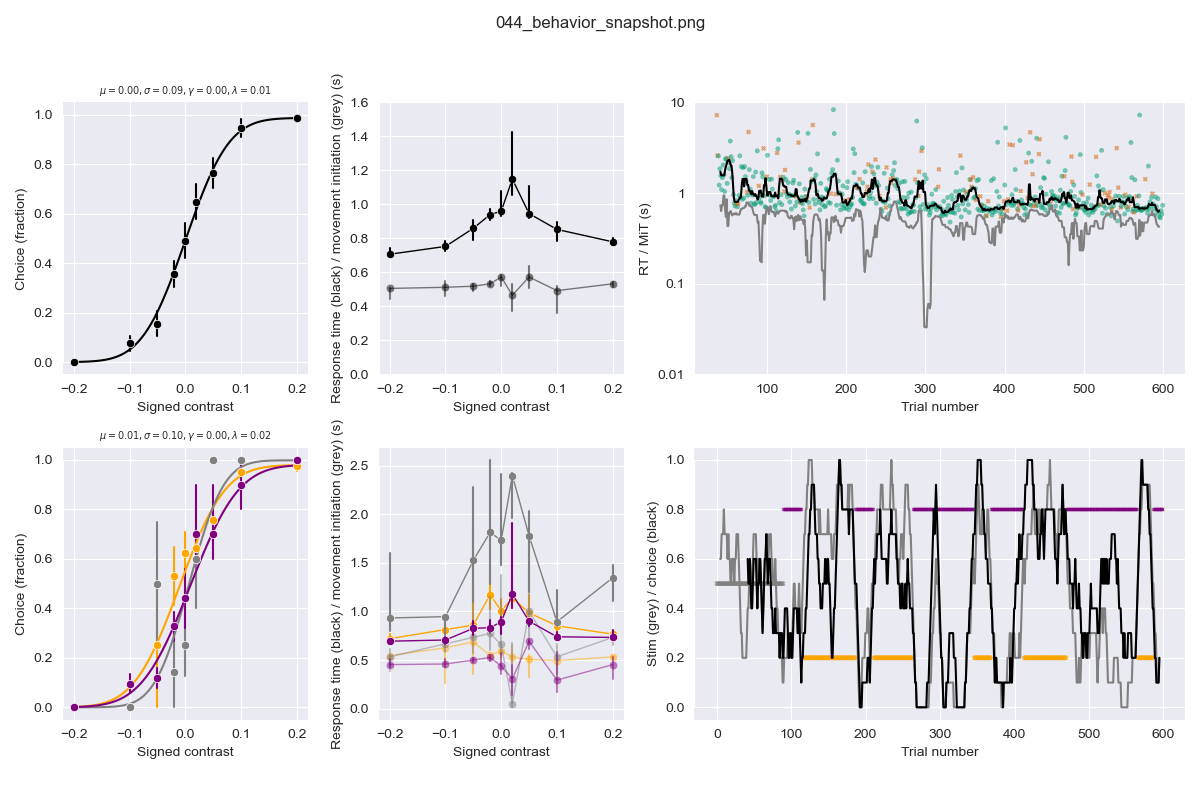 044_behavior_snapshot.png
μ = 0.00, σ = 0.09, γ = 0.00, λ = 0.01
Choice (fraction)
1.0
0.8
0.6
0.4
0.2
0.0
−0.2 −0.1 0.0 0.1 0.2
Signed contrast
Response time (black) / movement initiation (grey) (s)
1.6
1.4
1.2
1.0
0.8
0.6
0.4
0.2
0.0
−0.2 −0.1 0.0 0.1 0.2
Signed contrast
RT / MiT (s)
10
1
0.1
0.01
100 200 300 400 500 600
Trial number
μ = 0.01, σ = 0.10, γ = 0.00, λ = 0.02
Choice (fraction)
1.0
0.8
0.6
0.4
0.2
0.0
−0.2 −0.1 0.0 0.1 0.2
Signed contrast
Response time (black) / movement initiation (grey) (s)
2.5
2.0
1.5
1.0
0.5
0.0
−0.2 −0.1 0.0 0.1 0.2
Signed contrast
Stim (grey) / choice (black)
1.0
0.8
0.6
0.4
0.2
0.0
0 100 200 300 400 500 600
Trial number